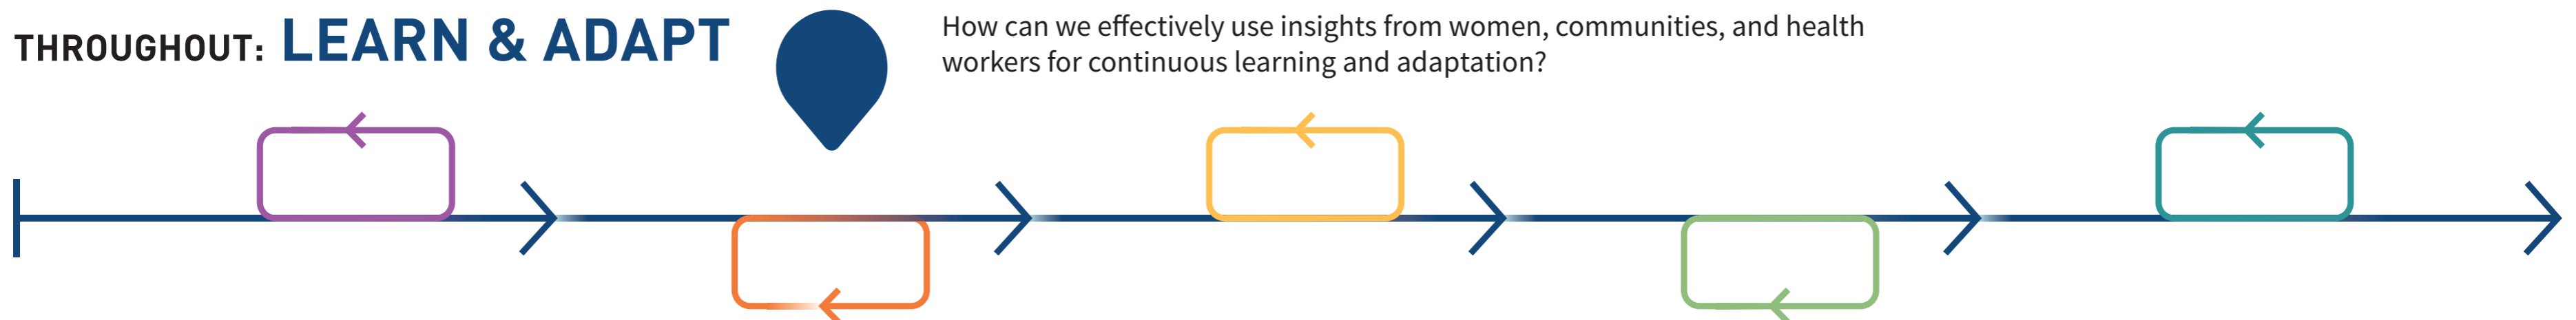 THROUGHOUT: LEARN & ADAPT
How can we effectively use insights from women, communities, and health
workers for continuous learning and adaptation?